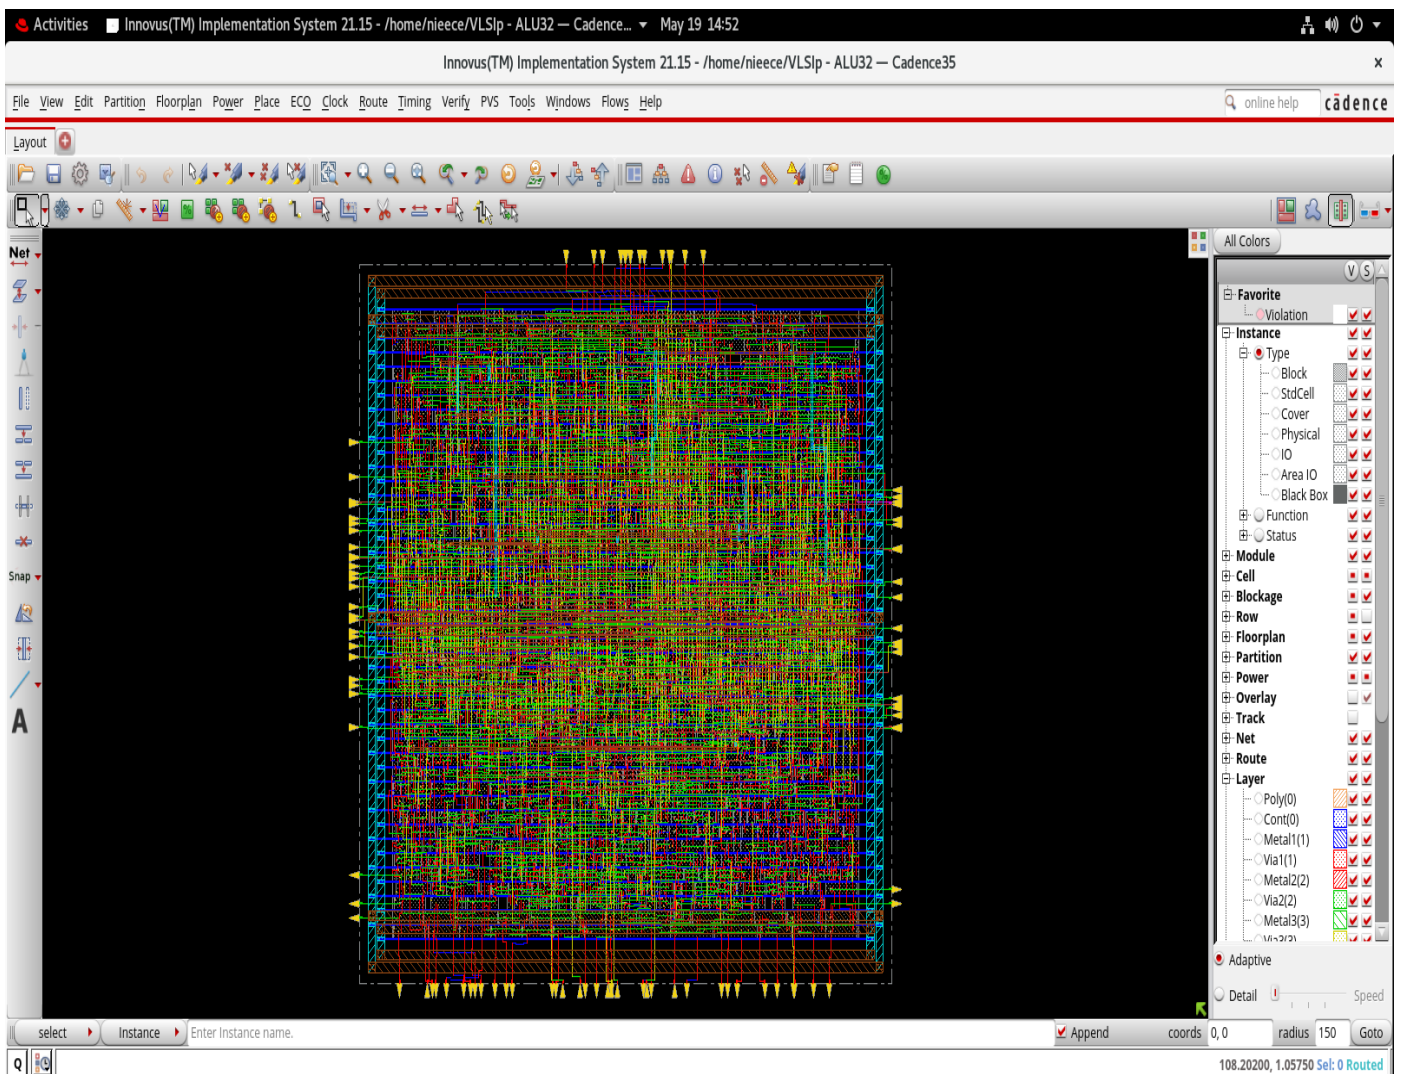 Activities Innovus(TM) Implementation System 21.15 - /home/nieece/VLSIp - ALU32 — Cadence... May 19 14:52
Innovus(TM) Implementation System 21.15 - /home/nieece/VLSIp - ALU32 — Cadence35 x
File View Edit Partition Floorplan Power Place ECO Clock Route Timing Verify PVS Tools Windows Flows Help online help cādence
Layout
All Colors
Net
V S
Favorite
Violation
Instance
Type
Block
StdCell
Cover
Physical
IO
Area IO
Black Box
Function
Status
Module
Cell
Blockage
Row
Floorplan
Partition
Power
Overlay
Track
Net
Route
Layer
Poly(0)
Cont(0)
Metal1(1)
Via1(1)
Metal2(2)
Via2(2)
Metal3(3)
Via3(3)
Snap
A
Adaptive
Detail Speed
select Instance Enter Instance name. Append coords 0, 0 radius 150 Goto
Q 108.20200, 1.05750 Sel: 0 Routed